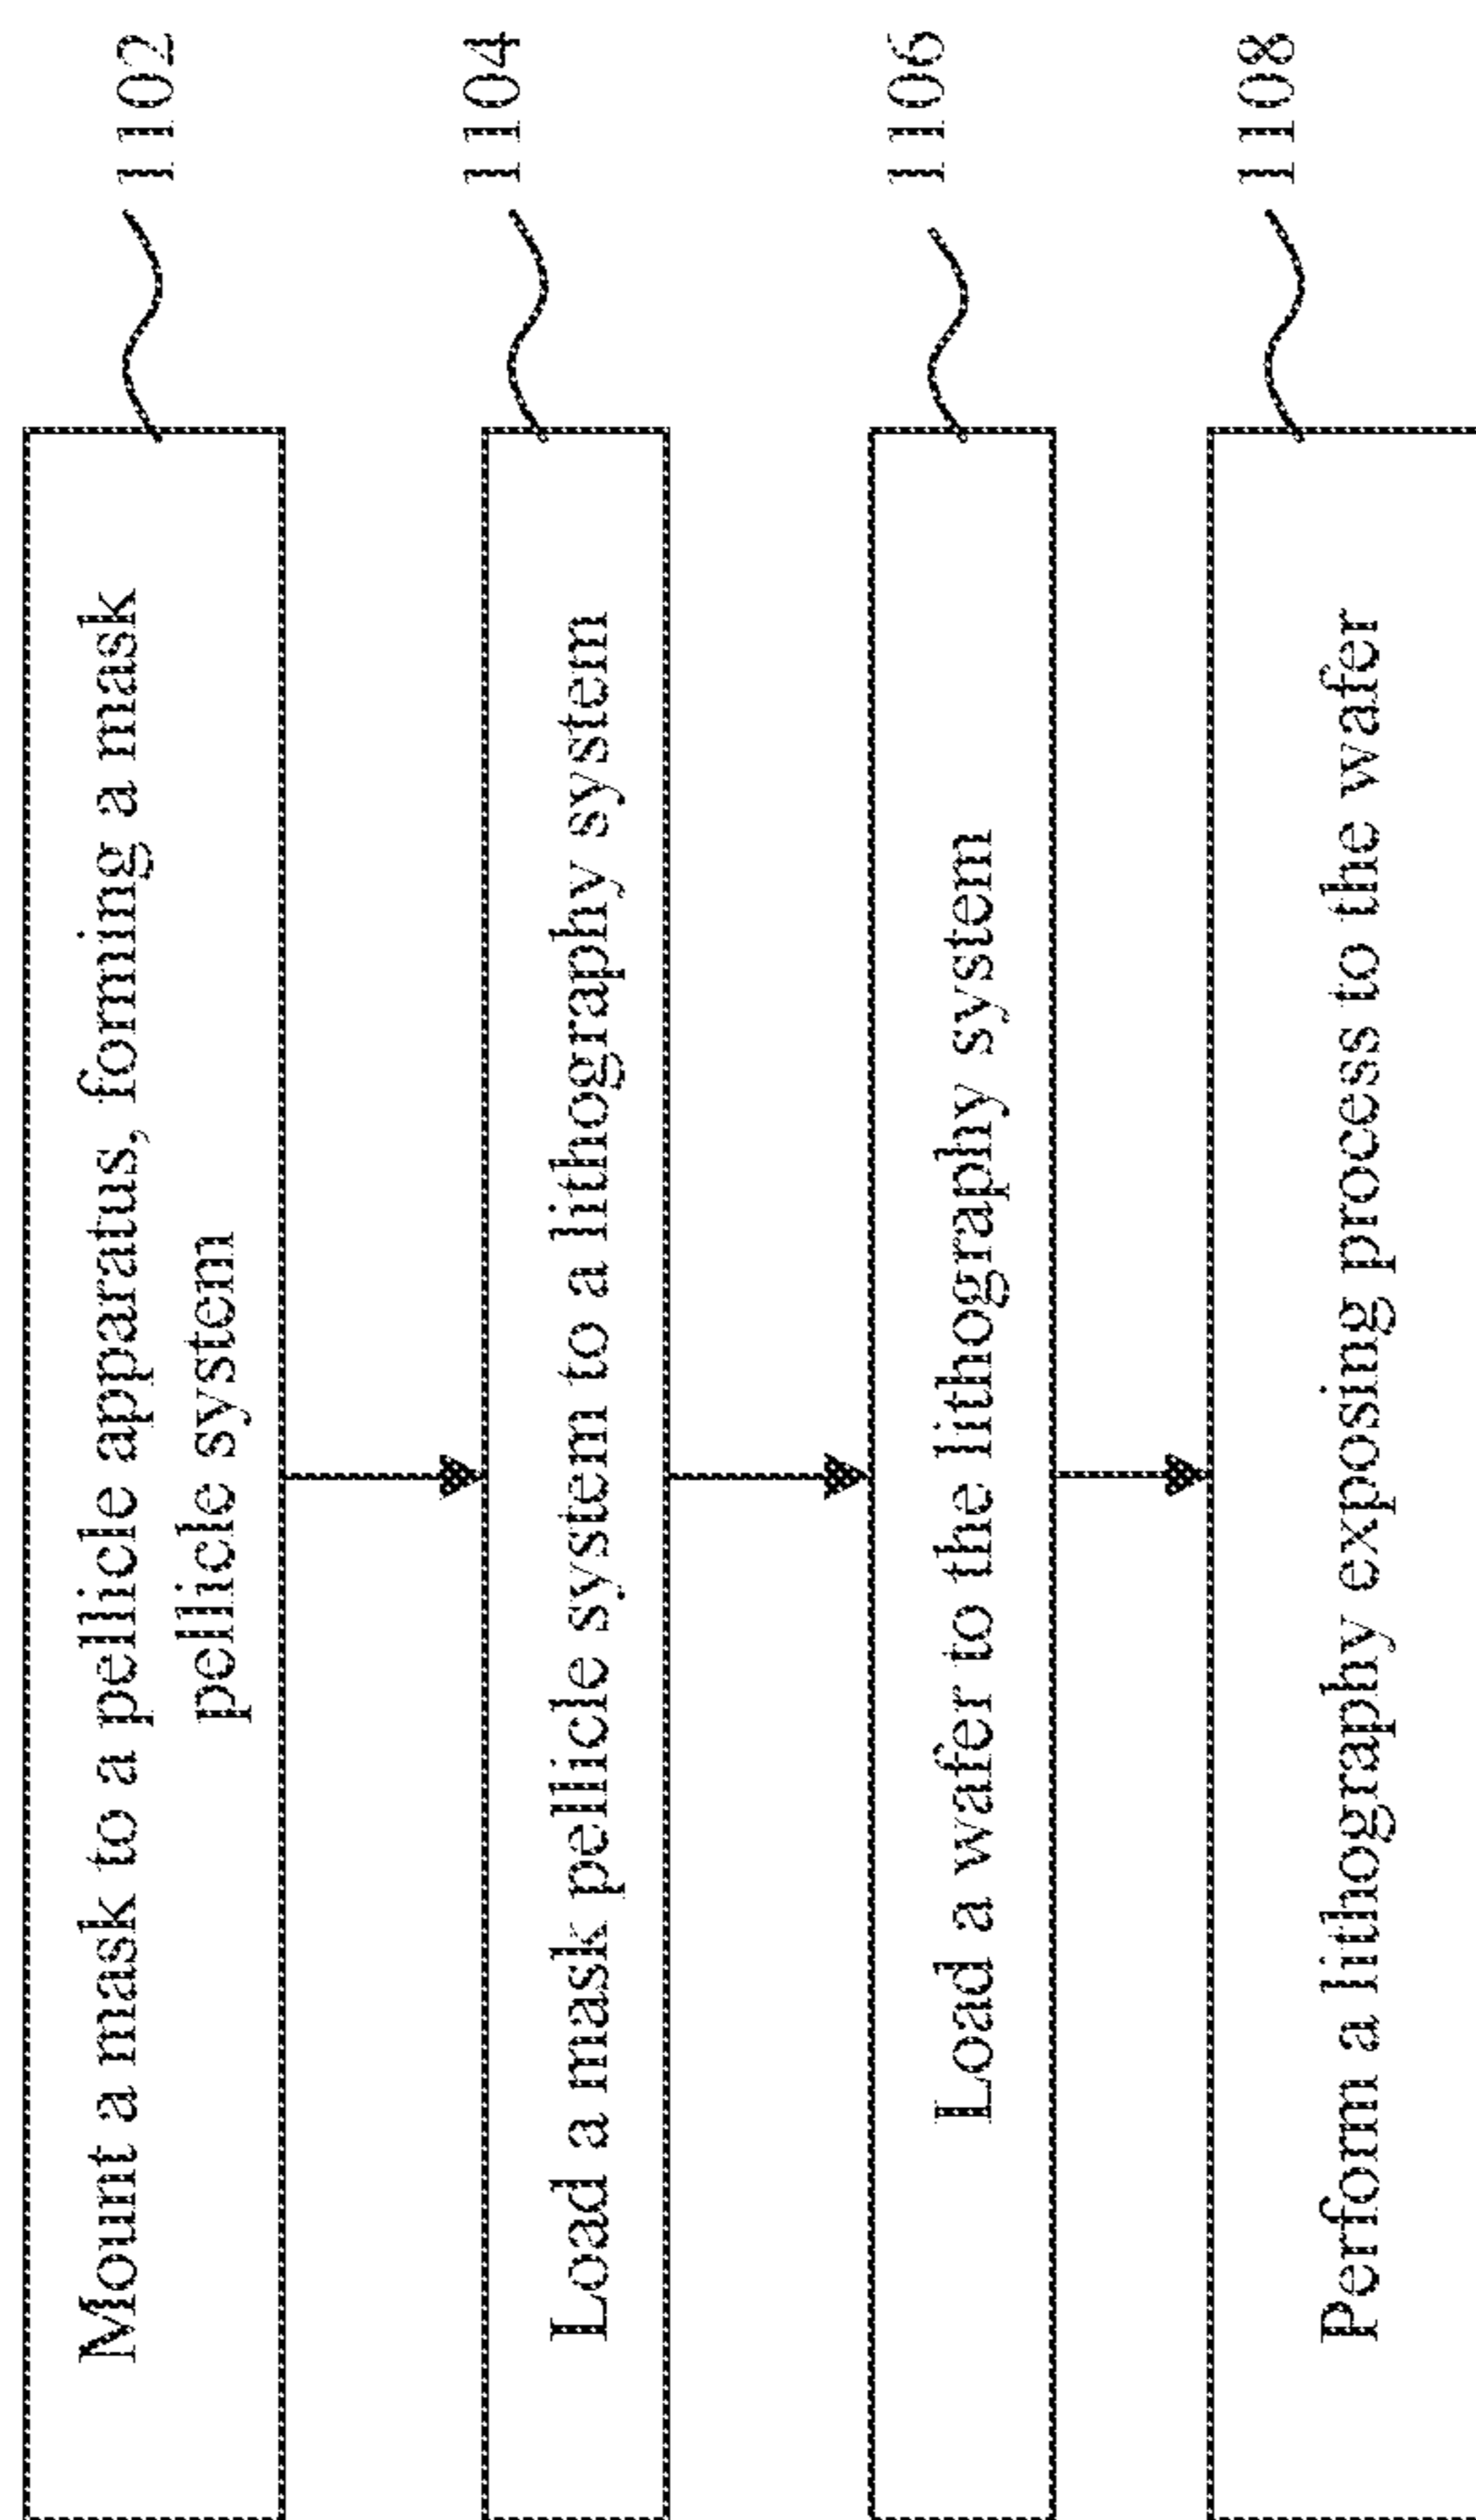 Mount a mask to a pellicle apparatus, forming a mask
pellicle system
1102
Load a mask pellicle system to a lithography system
1104
Load a wafer to the lithography system
1106
Perform a lithography exposing process to the wafer
1108